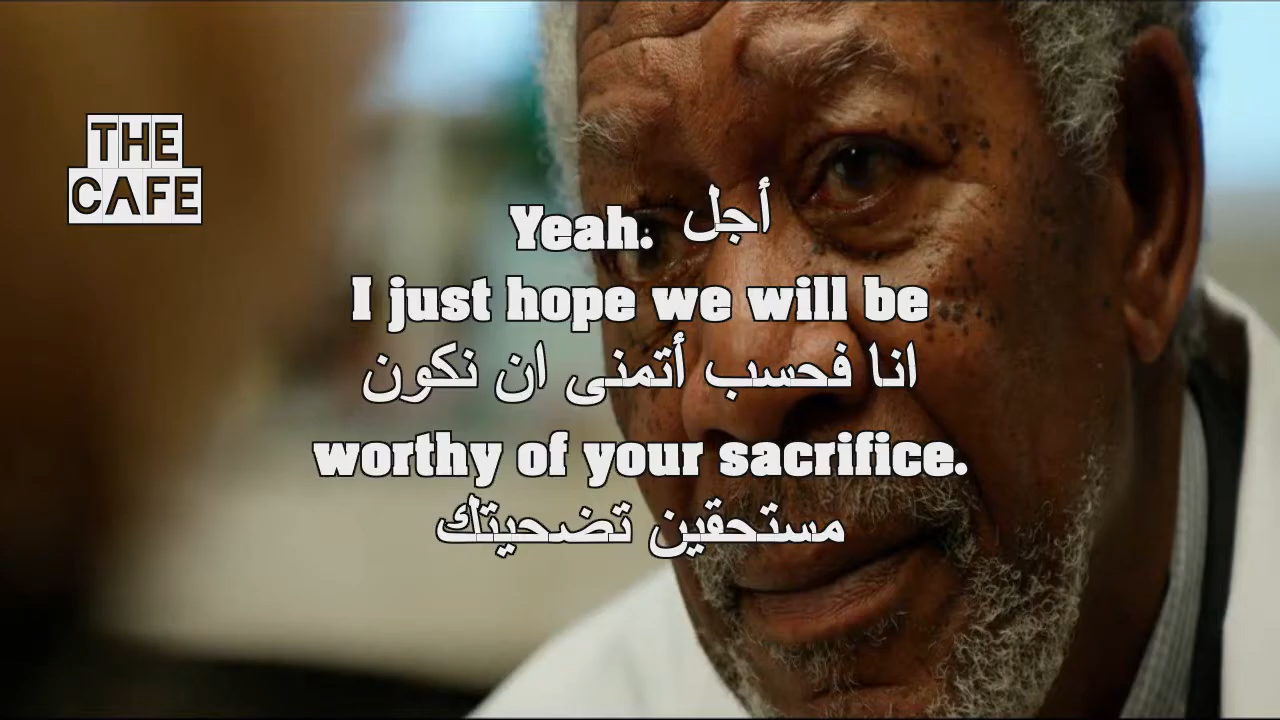 THE
CAFE
Yeah. أجل
I just hope we will be
انا فحسب أتمنى ان نكون
worthy of your sacrifice.
مستحقين تضحيتك